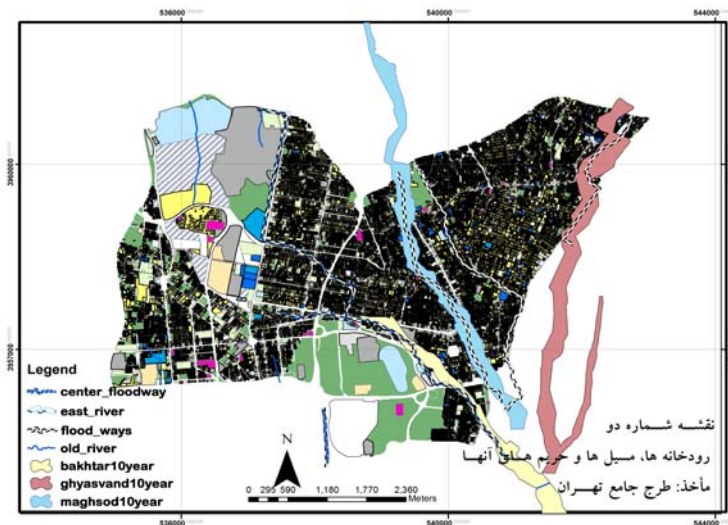 536000
540000
544000
3960000
3957000
Legend
center_floodway
east_river
flood_ways
old_river
bakhtar10year
ghyasvand10year
maghsod10year
N
0 295 590 1,180 1,770 2,360
Meters
نقشه شماره دو
رودخانه ها، مسیل ها و حریم های آنها
مأخذ: طرح جامع تهران
3960000
3957000
536000
540000
544000